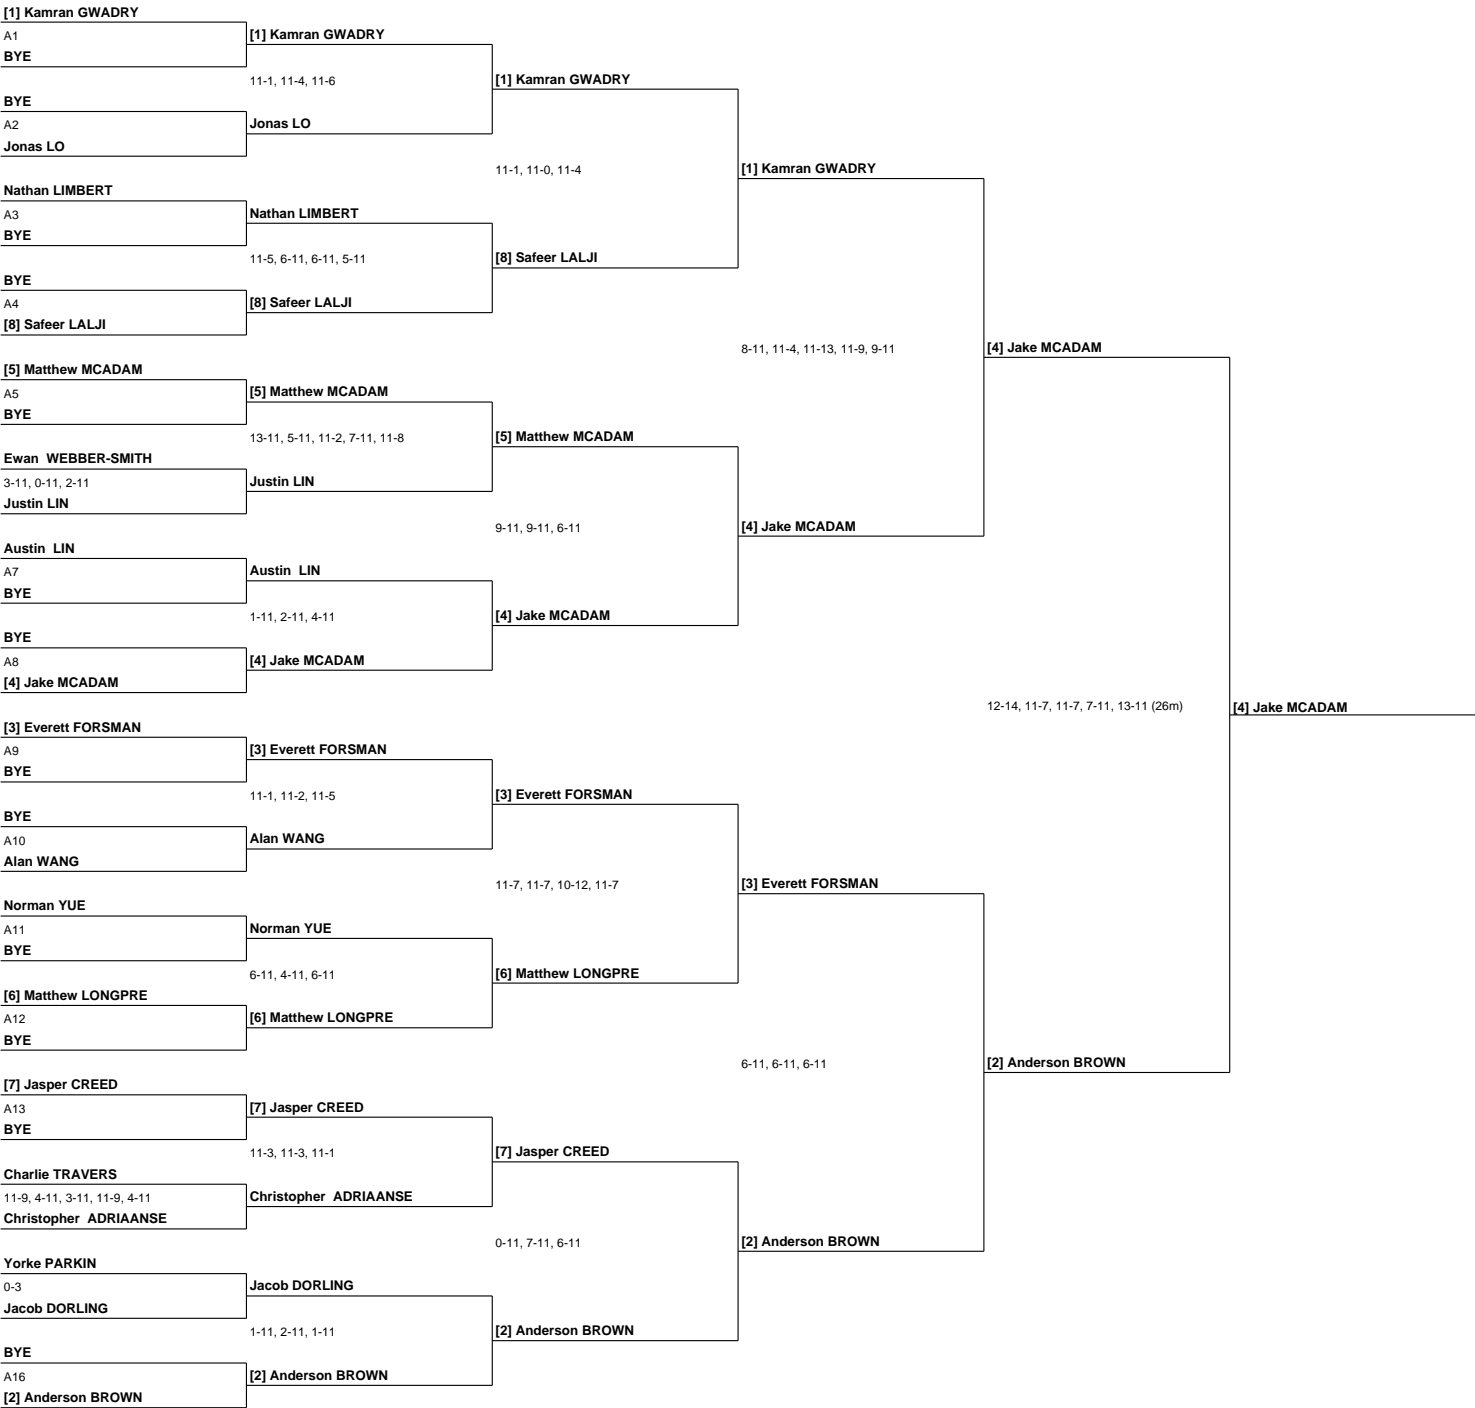 [1] Kamran GWADRY
A1
[1] Kamran GWADRY
BYE
11-1, 11-4, 11-6
[1] Kamran GWADRY
BYE
A2
Jonas LO
Jonas LO
11-1, 11-0, 11-4
[1] Kamran GWADRY
Nathan LIMBERT
A3
Nathan LIMBERT
BYE
11-5, 6-11, 6-11, 5-11
[8] Safeer LALJI
BYE
A4
[8] Safeer LALJI
[8] Safeer LALJI
8-11, 11-4, 11-13, 11-9, 9-11
[4] Jake MCADAM
[5] Matthew MCADAM
A5
[5] Matthew MCADAM
BYE
13-11, 5-11, 11-2, 7-11, 11-8
[5] Matthew MCADAM
Ewan WEBBER-SMITH
3-11, 0-11, 2-11
Justin LIN
Justin LIN
9-11, 9-11, 6-11
[4] Jake MCADAM
Austin LIN
A7
Austin LIN
BYE
1-11, 2-11, 4-11
[4] Jake MCADAM
BYE
A8
[4] Jake MCADAM
[4] Jake MCADAM
12-14, 11-7, 11-7, 7-11, 13-11 (26m)
[4] Jake MCADAM
[3] Everett FORSMAN
A9
[3] Everett FORSMAN
BYE
11-1, 11-2, 11-5
[3] Everett FORSMAN
BYE
A10
Alan WANG
Alan WANG
11-7, 11-7, 10-12, 11-7
[3] Everett FORSMAN
Norman YUE
A11
Norman YUE
BYE
6-11, 4-11, 6-11
[6] Matthew LONGPRE
[6] Matthew LONGPRE
A12
[6] Matthew LONGPRE
BYE
6-11, 6-11, 6-11
[2] Anderson BROWN
[7] Jasper CREED
A13
[7] Jasper CREED
BYE
11-3, 11-3, 11-1
[7] Jasper CREED
Charlie TRAVERS
11-9, 4-11, 3-11, 11-9, 4-11
Christopher ADRIAANSE
Christopher ADRIAANSE
0-11, 7-11, 6-11
[2] Anderson BROWN
Yorke PARKIN
0-3
Jacob DORLING
Jacob DORLING
1-11, 2-11, 1-11
[2] Anderson BROWN
BYE
A16
[2] Anderson BROWN
[2] Anderson BROWN